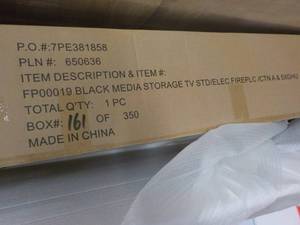 P.O.#:7PE381858
PLN #: 650636
ITEM DESCRIPTION & ITEM#:
FP00019 BLACK MEDIA STORAGE TV STD/ELEC FIREPLC /CTN A &
TOTAL Q'TY: 1 PC
BOX#: 161 OF 350
MADE IN CHINA